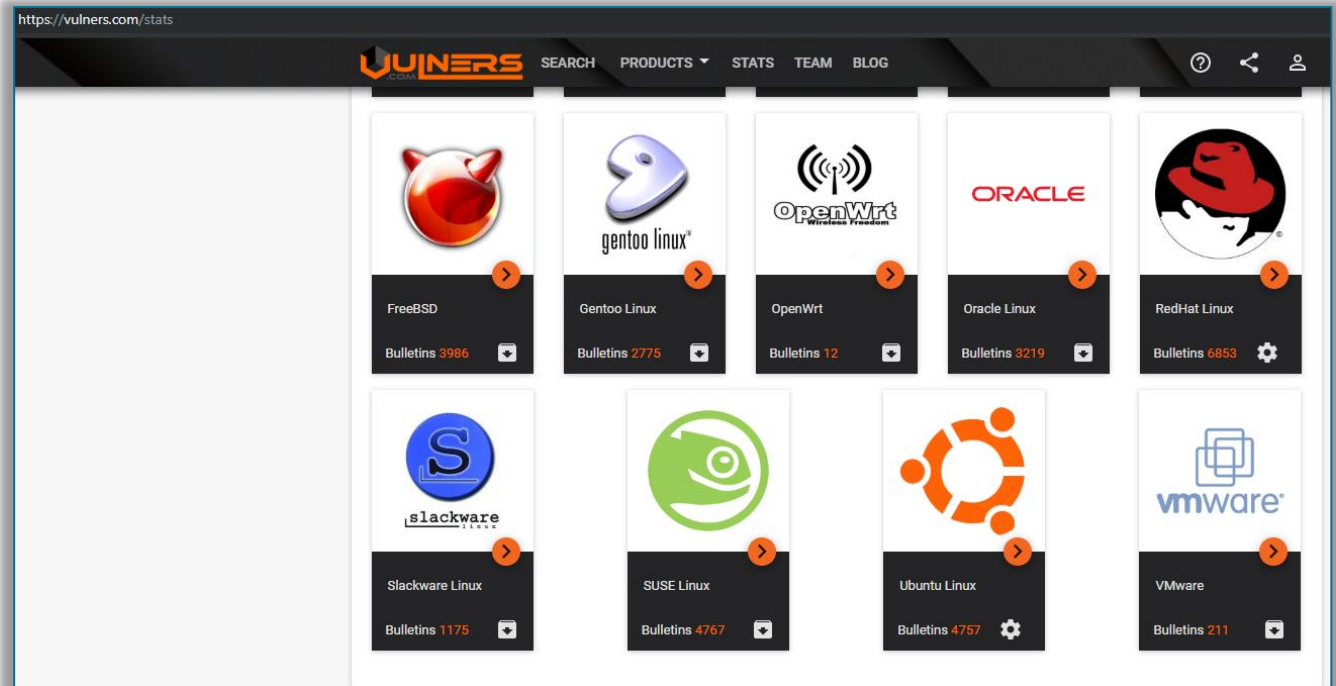 https://vulners.com/stats
VULNERS
.COM
SEARCH PRODUCTS STATS TEAM BLOG
gentoo linux™
OpenWrt
Wireless Freedom
ORACLE
®
FreeBSD
Gentoo Linux
OpenWrt
Oracle Linux
RedHat Linux
Bulletins 3986
Bulletins 2775
Bulletins 12
Bulletins 3219
Bulletins 6853
S
slackware
linux
vmware®
Slackware Linux
SUSE Linux
Ubuntu Linux
VMware
Bulletins 1175
Bulletins 4767
Bulletins 4757
Bulletins 211